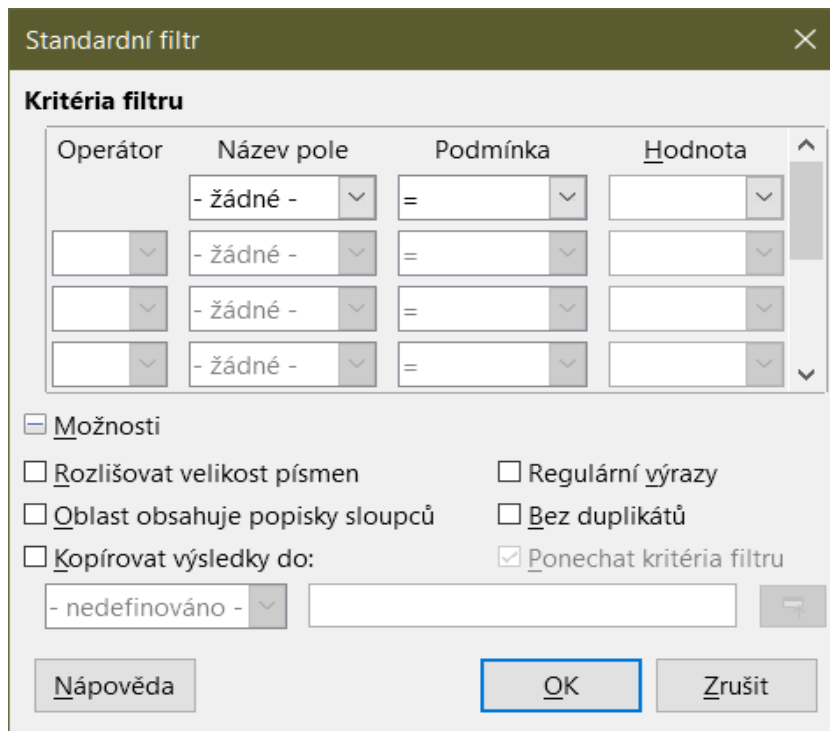 Standardní filtr
Kritéria filtru
Operátor Název pole Podmínka Hodnota
- žádné - =
- žádné - =
- žádné - =
- žádné - =
Možnosti
Rozlišovat velikost písmen Regulární výrazy
Oblast obsahuje popisky sloupců Bez duplikátů
Kopírovat výsledky do: Ponechat kritéria filtru
- nedefinováno -
Nápověda OK Zrušit